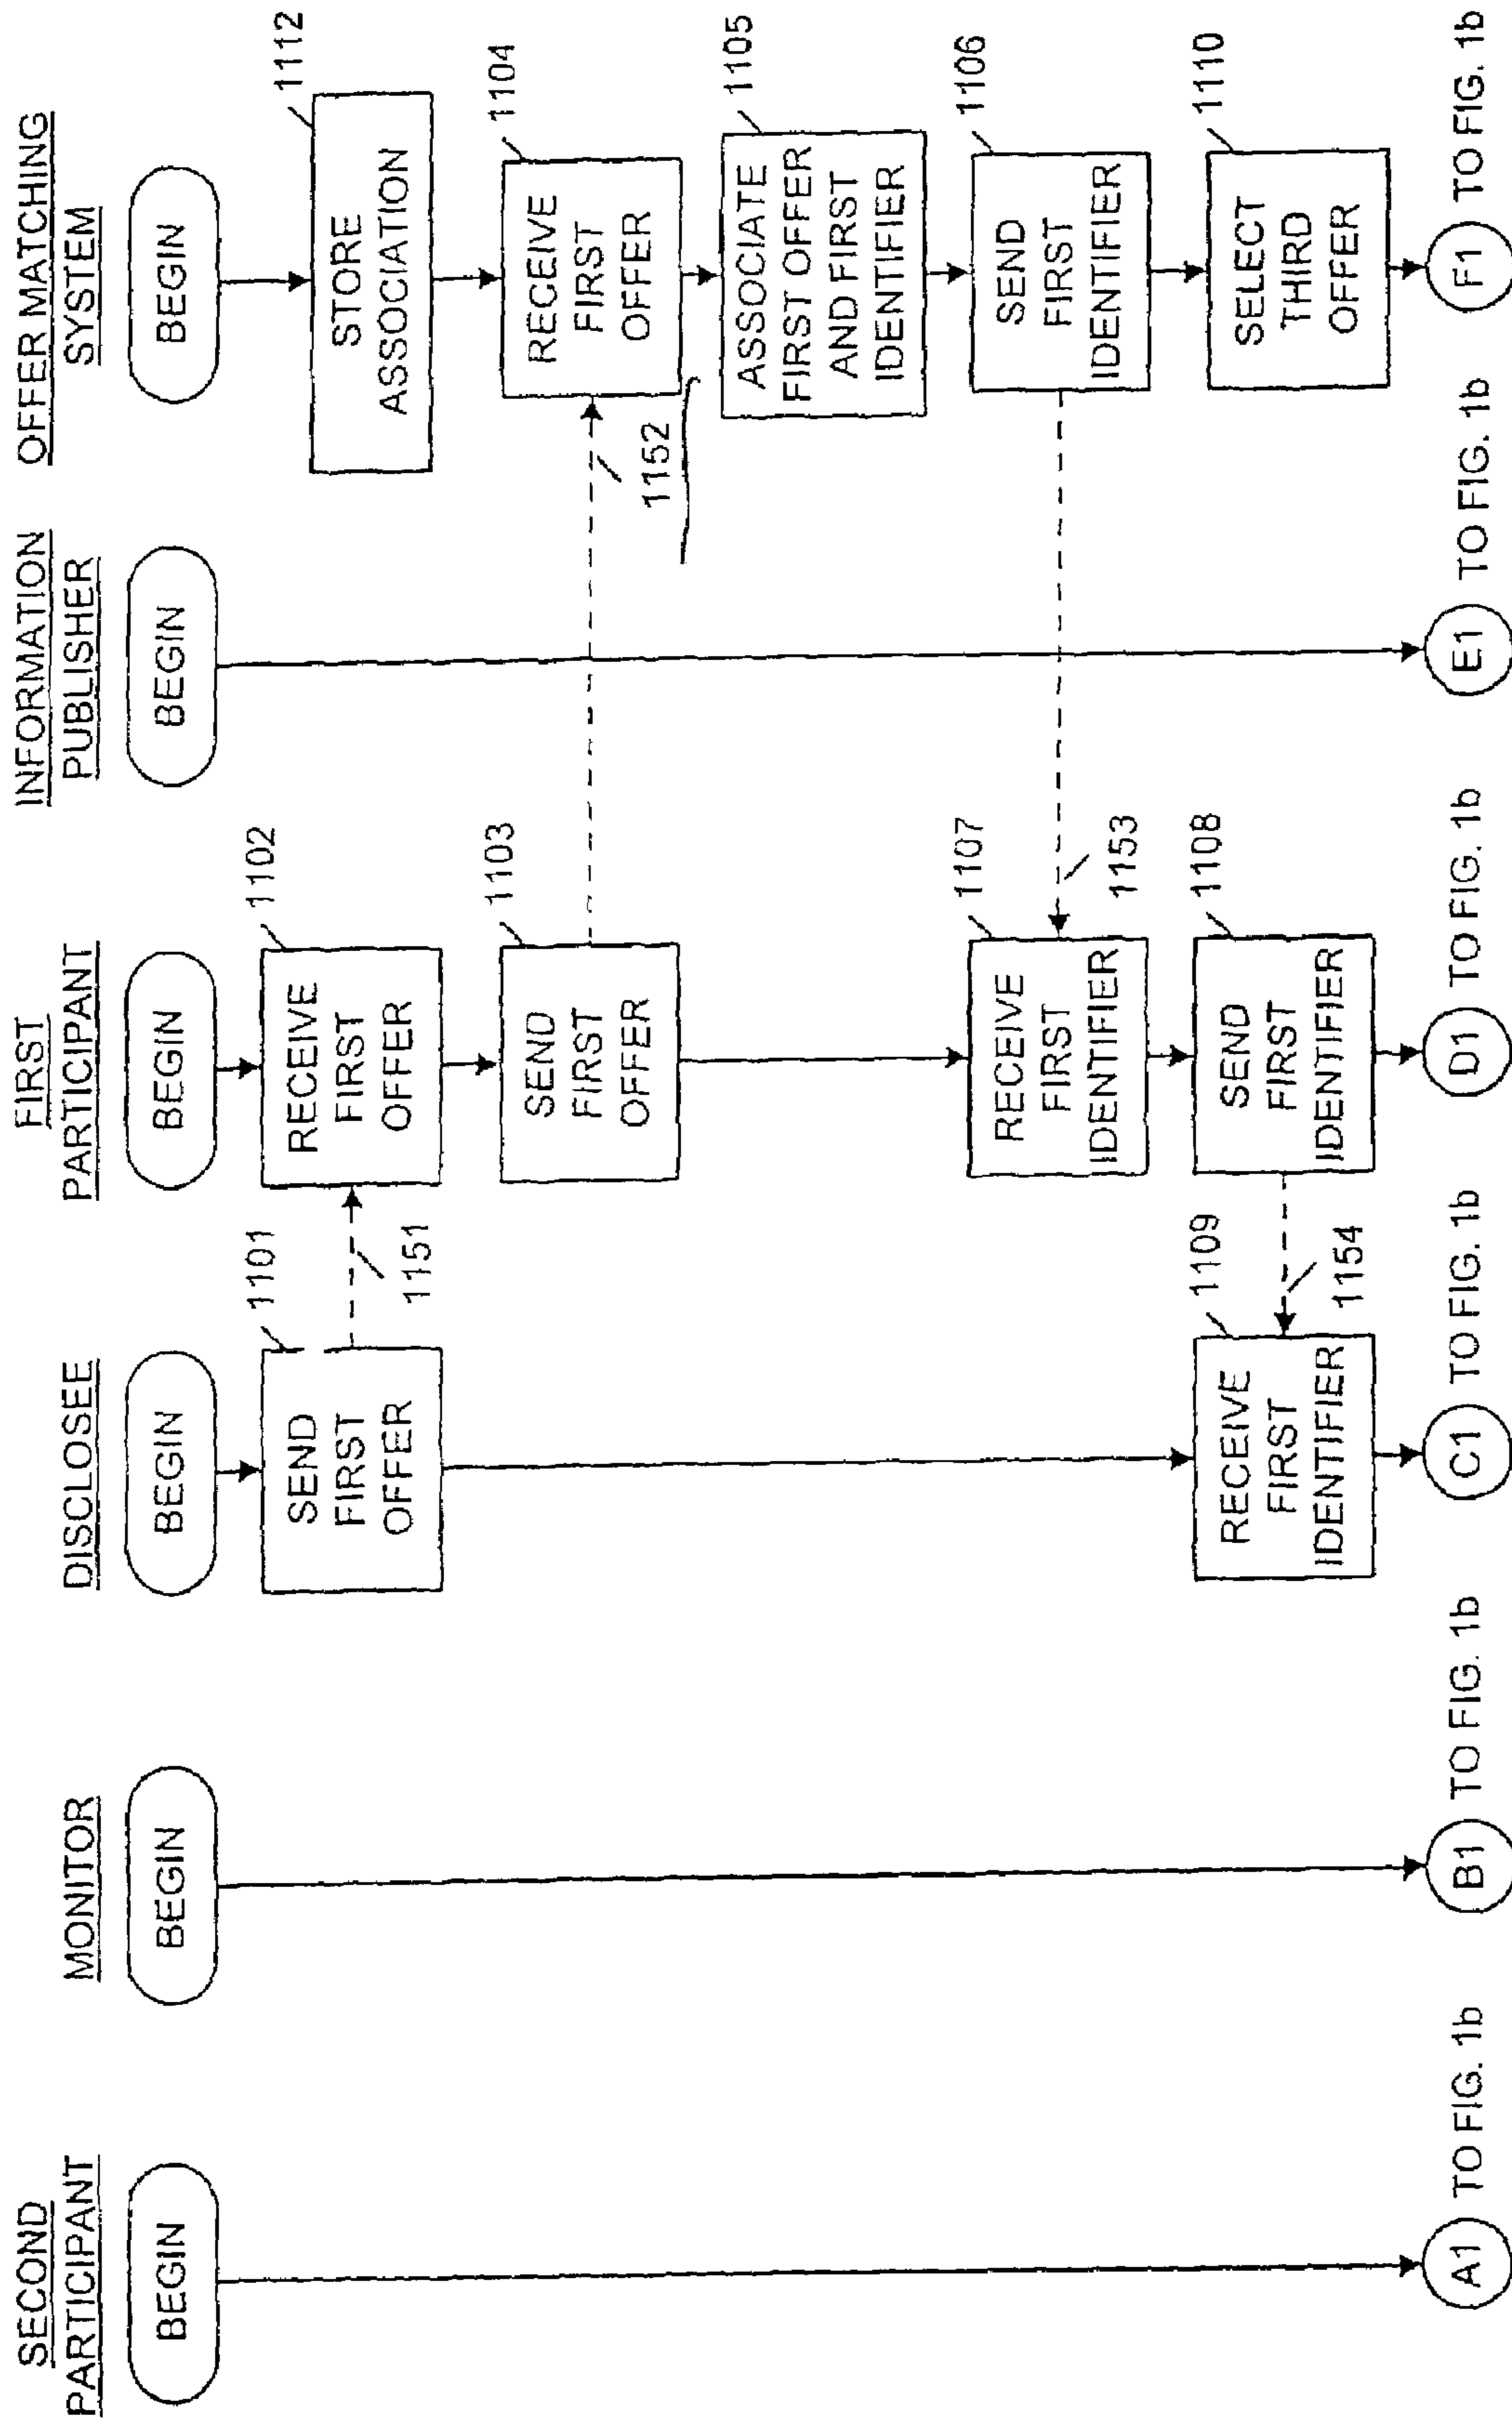 SECOND
PARTICIPANT
MONITOR
DISCLOSEE
FIRST
PARTICIPANT
INFORMATION
PUBLISHER
OFFER MATCHING
SYSTEM
BEGIN
BEGIN
BEGIN
BEGIN
BEGIN
BEGIN
1112
STORE
ASSOCIATION
1101
SEND
FIRST
OFFER
1151
1102
RECEIVE
FIRST
OFFER
1103
SEND
FIRST
OFFER
1152
1104
RECEIVE
FIRST
OFFER
1105
ASSOCIATE
FIRST OFFER
AND FIRST
IDENTIFIER
1106
SEND
FIRST
IDENTIFIER
1153
1107
RECEIVE
FIRST
IDENTIFIER
1108
SEND
FIRST
IDENTIFIER
1154
1109
RECEIVE
FIRST
IDENTIFIER
1110
SELECT
THIRD
OFFER
A1 TO FIG. 1b
B1 TO FIG. 1b
C1 TO FIG. 1b
D1 TO FIG. 1b
E1 TO FIG. 1b
F1 TO FIG. 1b